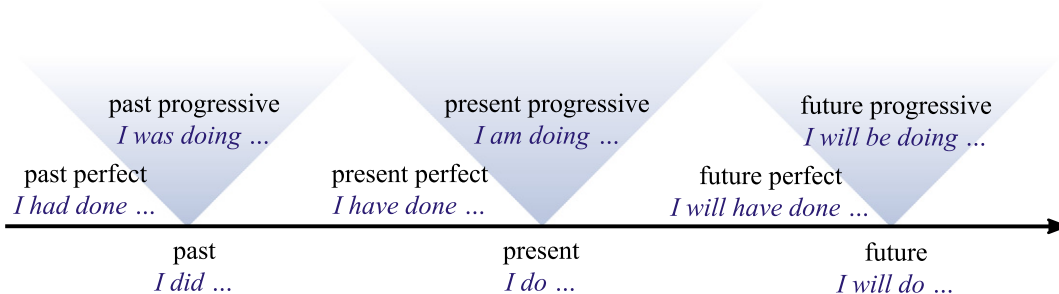 past progressive
I was doing ...
present progressive
I am doing ...
future progressive
I will be doing ...
past perfect
I had done ...
present perfect
I have done ...
future perfect
I will have done ...
past
I did ...
present
I do ...
future
I will do ...